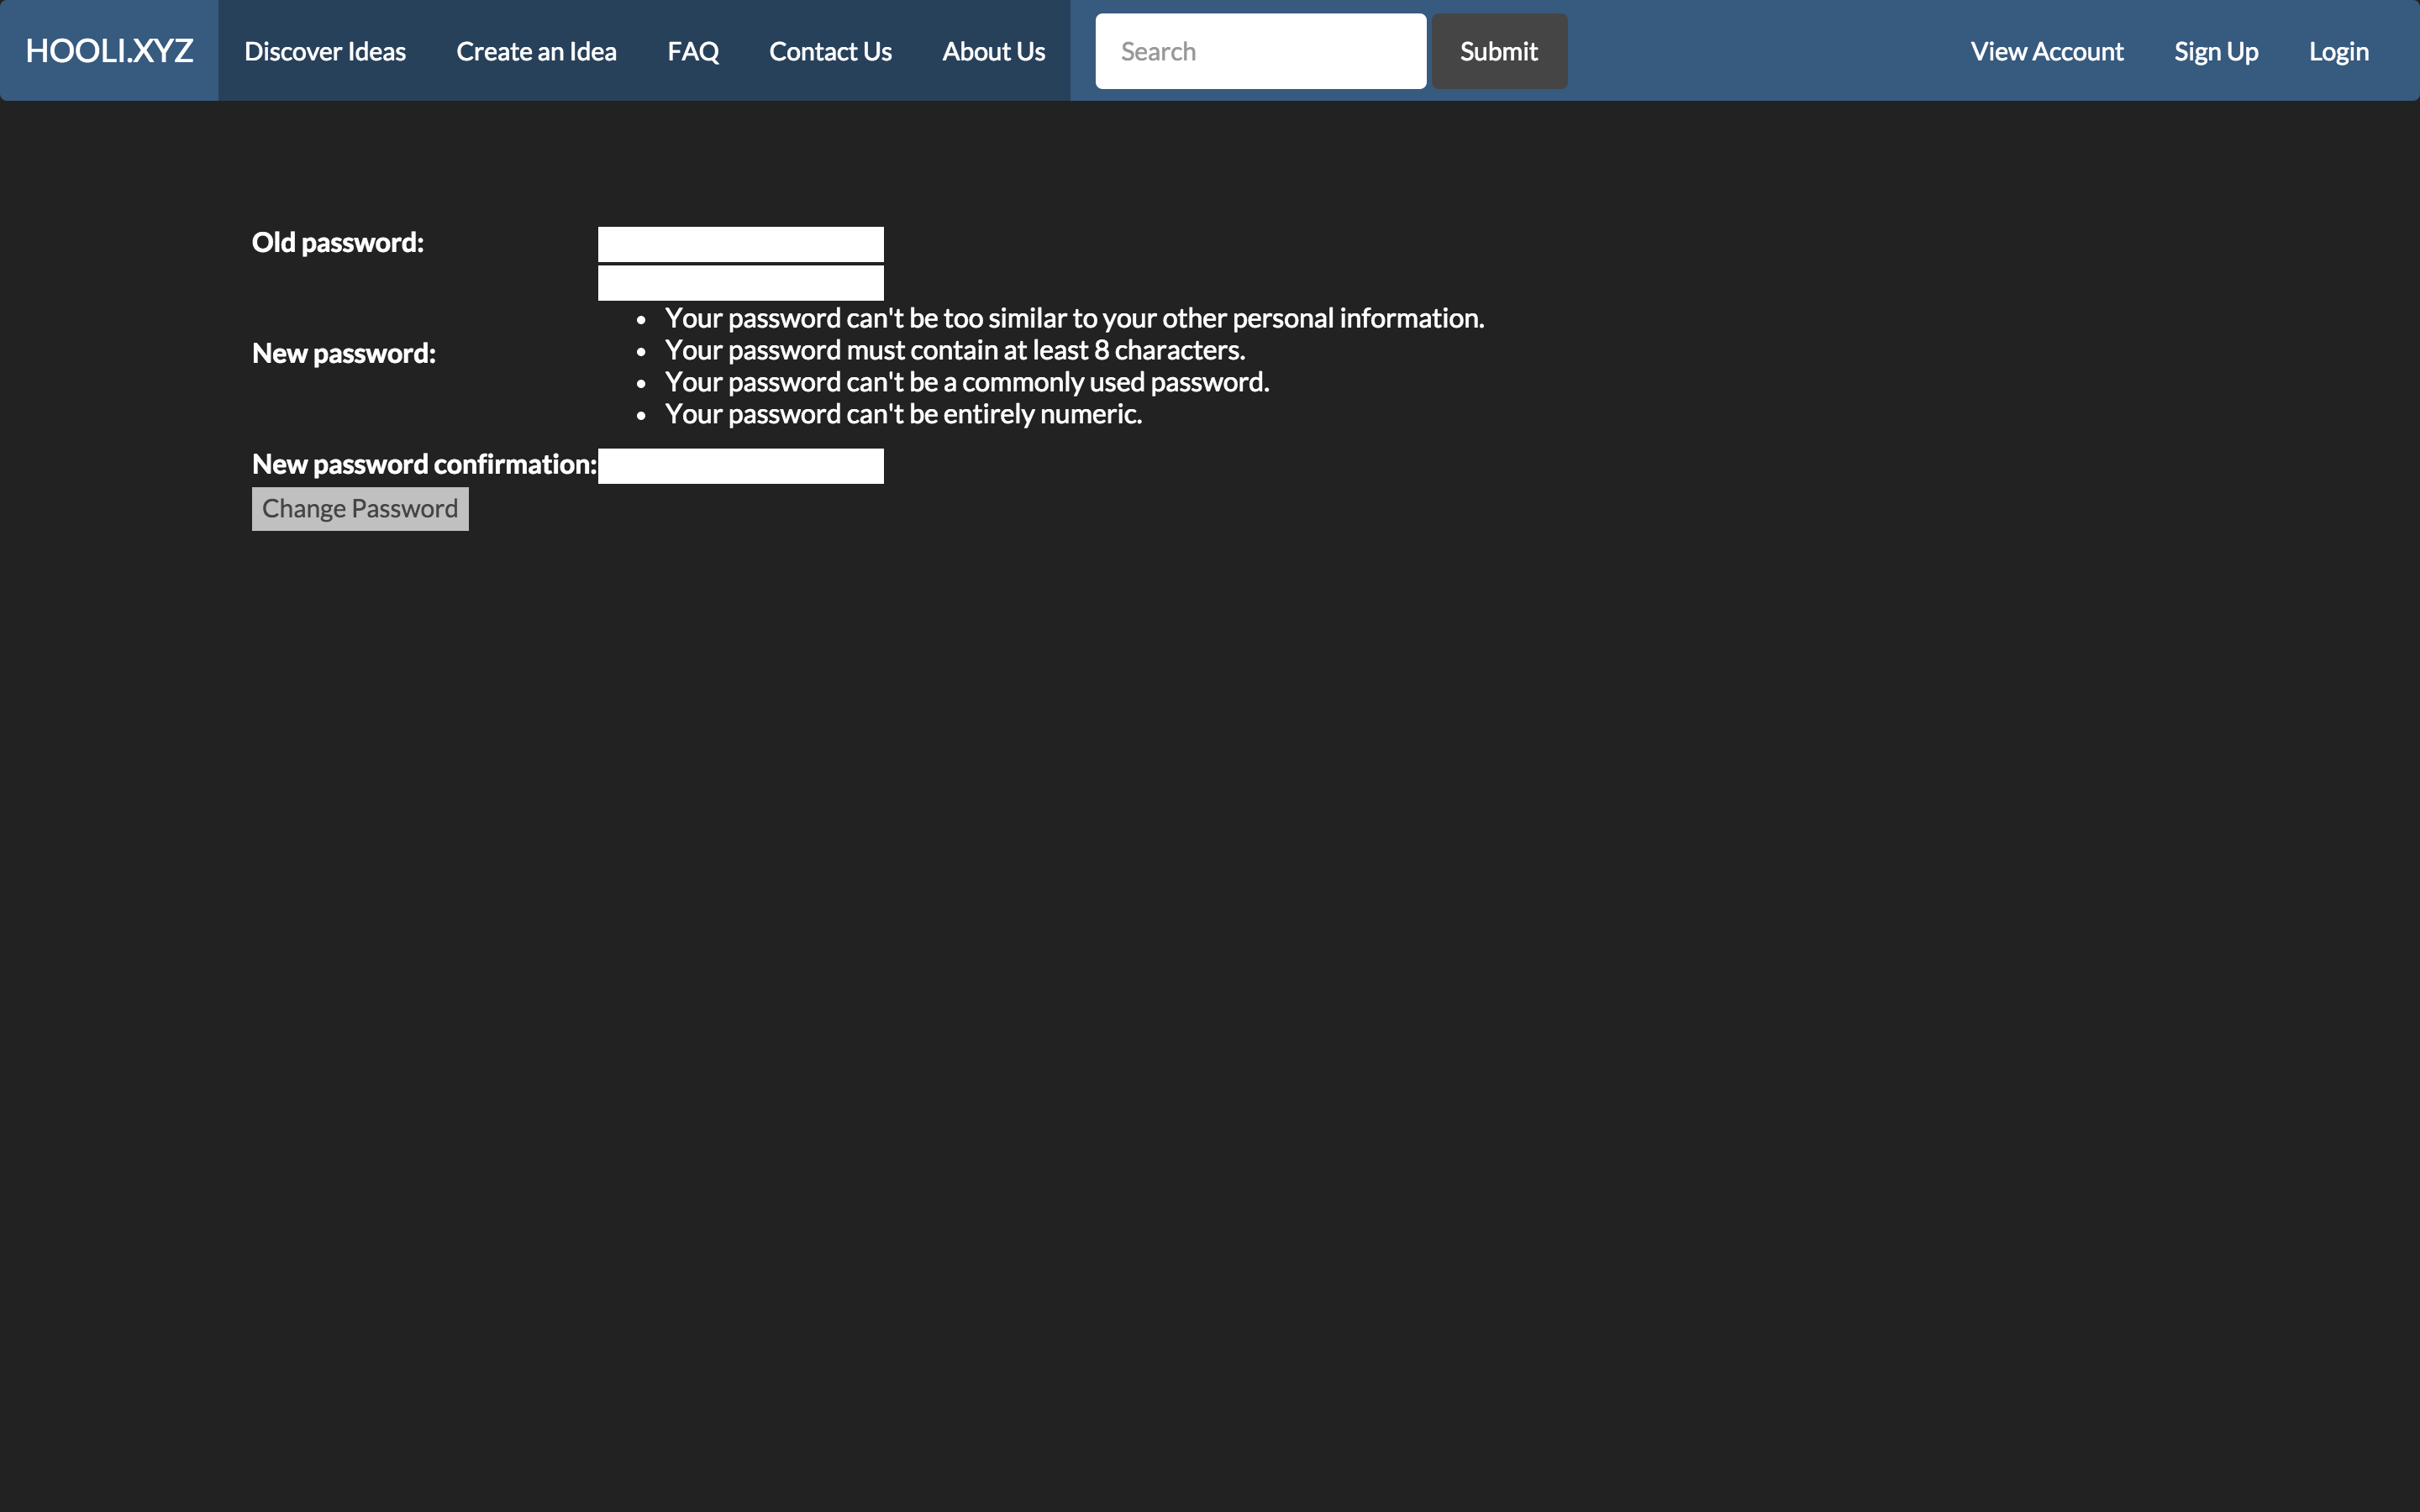 HOOLI.XYZ Discover Ideas Create an Idea FAQ Contact Us About Us Search Submit View Account Sign Up Login
Old password:
• Your password can't be too similar to your other personal information.
• Your password must contain at least 8 characters.
New password:
• Your password can't be a commonly used password.
• Your password can't be entirely numeric.
New password confirmation:
Change Password